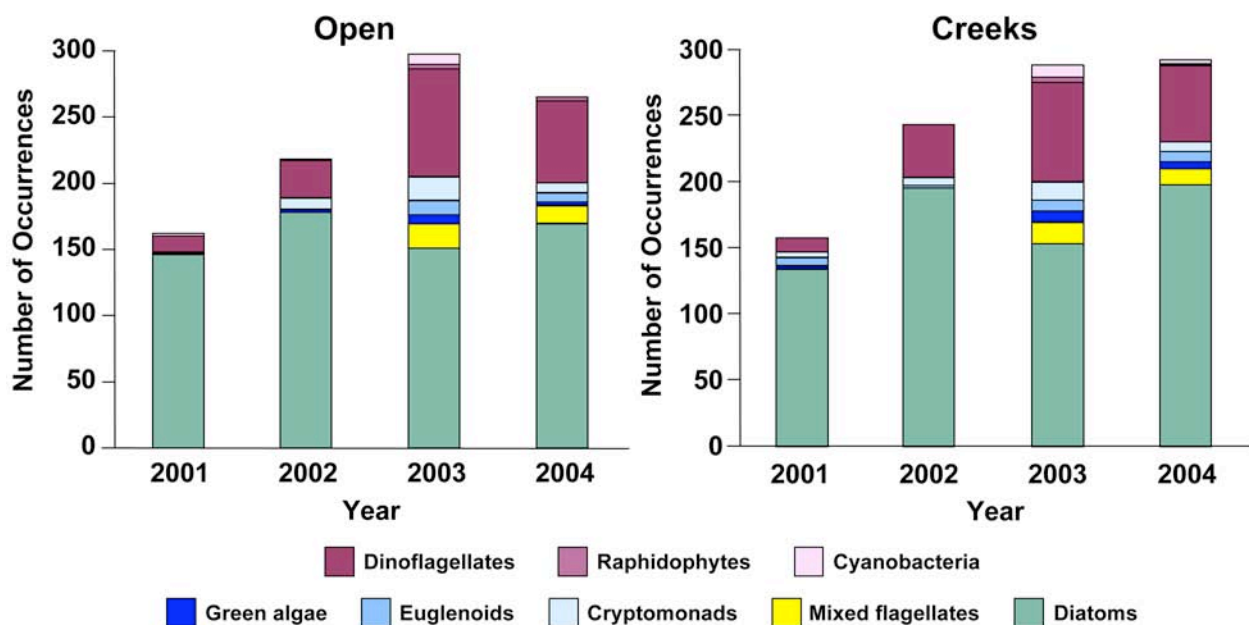 Open
Number of Occurrences
300
250
200
150
100
50
0
2001 2002 2003 2004
Year
Creeks
Number of Occurrences
300
250
200
150
100
50
0
2001 2002 2003 2004
Year
Dinoflagellates Raphidophytes Cyanobacteria
Green algae Euglenoids Cryptomonads Mixed flagellates Diatoms